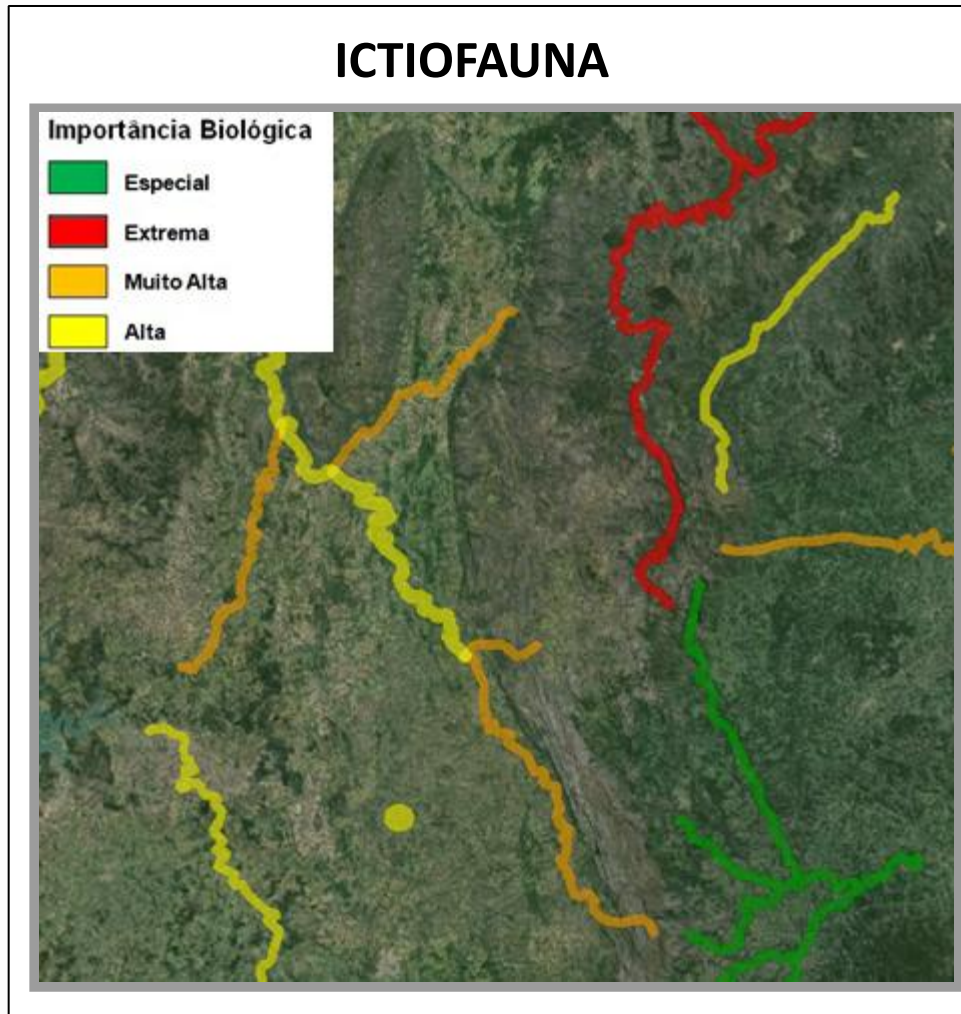 ICTIOFAUNA
Importância Biológica
Especial
Extrema
Muito Alta
Alta